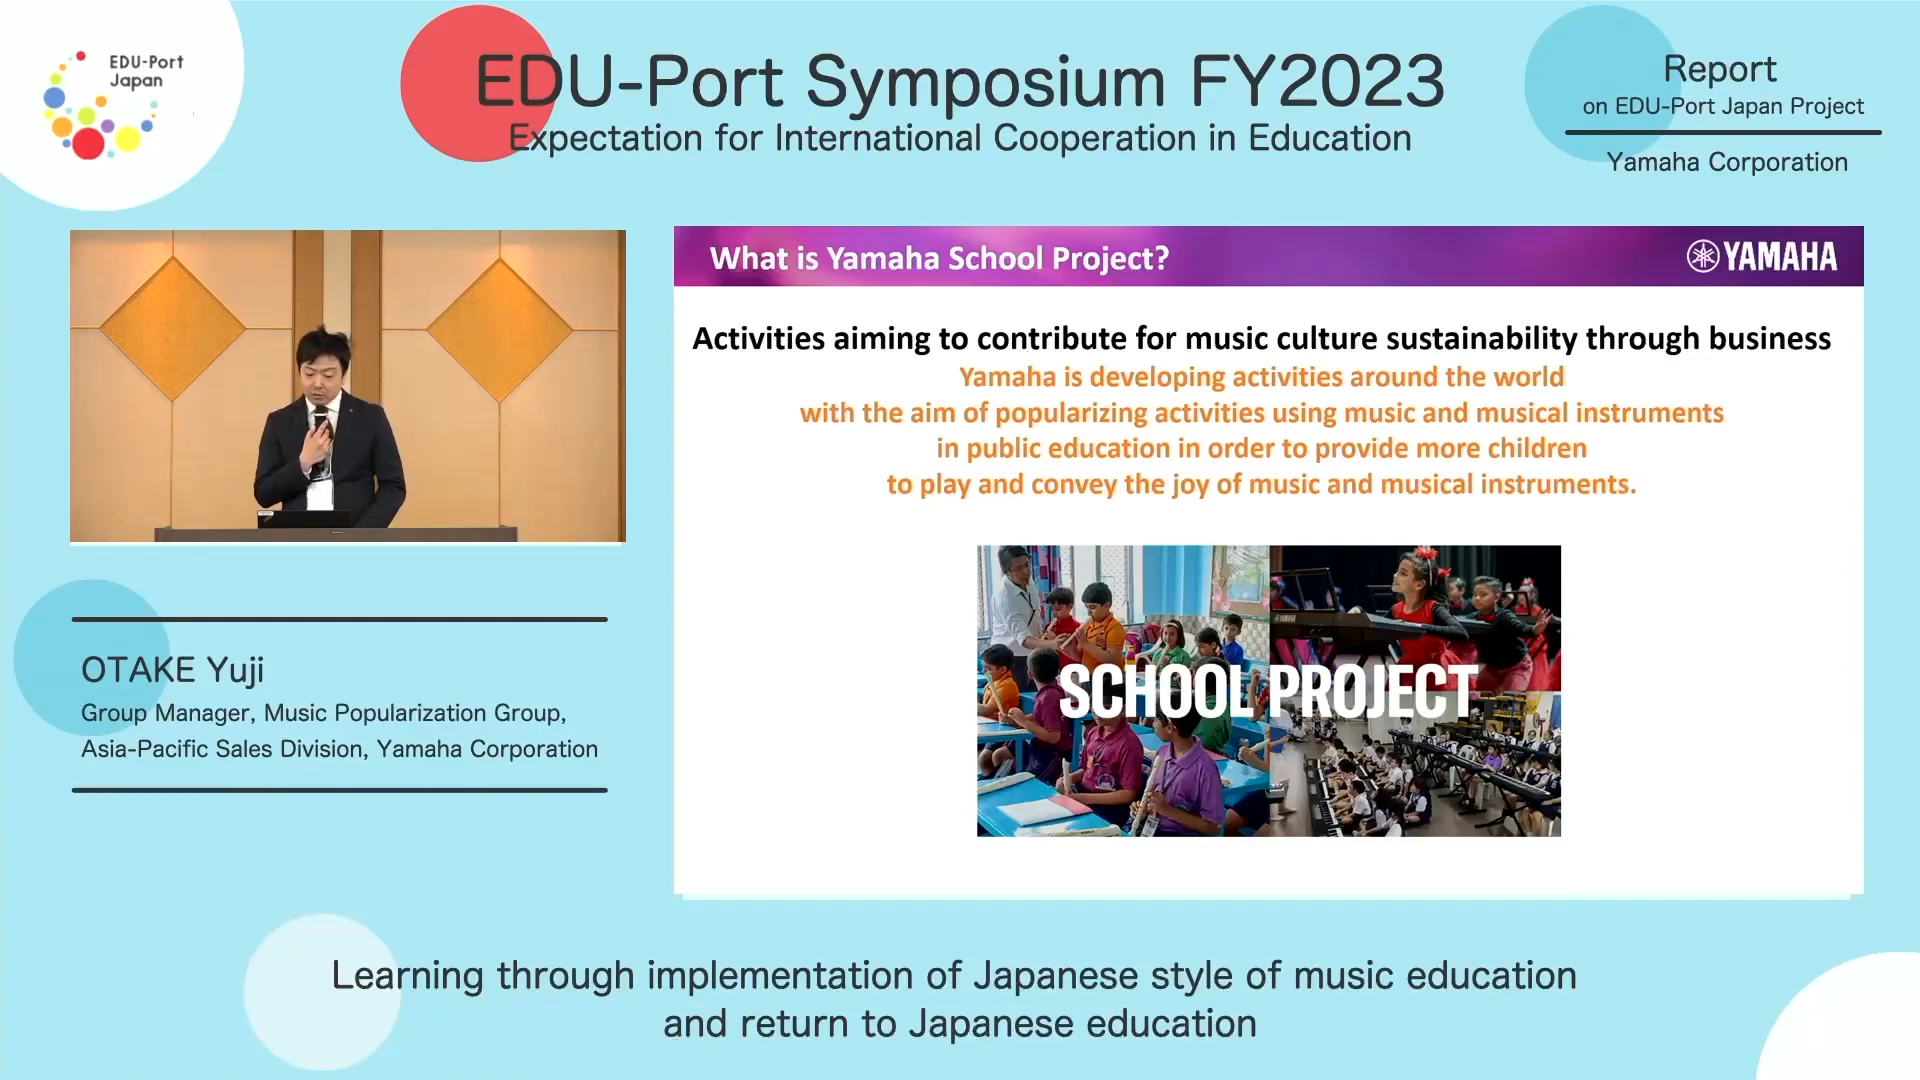 EDU-Port
Japan
EDU-Port Symposium FY2023
Expectation for International Cooperation in Education
Report
on EDU-Port Japan Project
Yamaha Corporation
What is Yamaha School Project?
YAMAHA
Activities aiming to contribute for music culture sustainability through business
Yamaha is developing activities around the world
with the aim of popularizing activities using music and musical instruments
in public education in order to provide more children
to play and convey the joy of music and musical instruments.
SCHOOL PROJECT
OTAKE Yuji
Group Manager, Music Popularization Group,
Asia-Pacific Sales Division, Yamaha Corporation
Learning through implementation of Japanese style of music education
and return to Japanese education